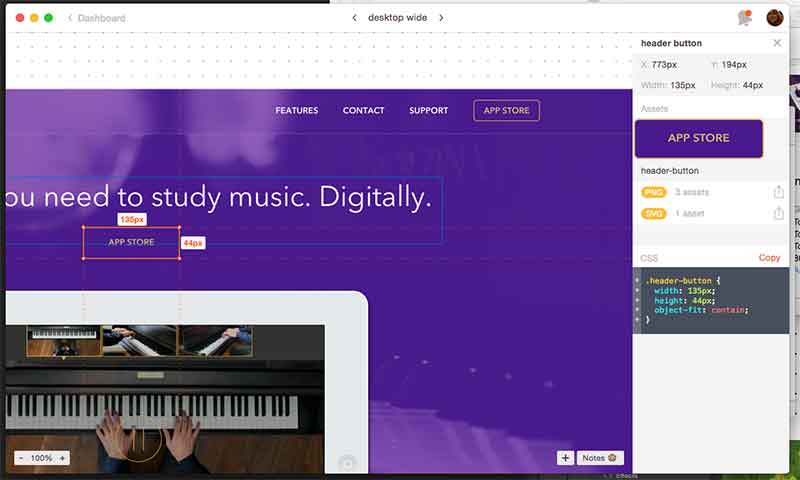 Dashboard
desktop wide
header button
X: 773px Y: 194px
Width: 135px Height: 44px
Assets
APP STORE
header-button
PNG 3 assets
SVG 1 asset
CSS Copy
.header-button {
width: 135px;
height: 44px;
object-fit: contain;
}
FEATURES CONTACT SUPPORT APP STORE
ou need to study music. Digitally.
135px
APP STORE
44px
- 100% +
+ Notes
Effects